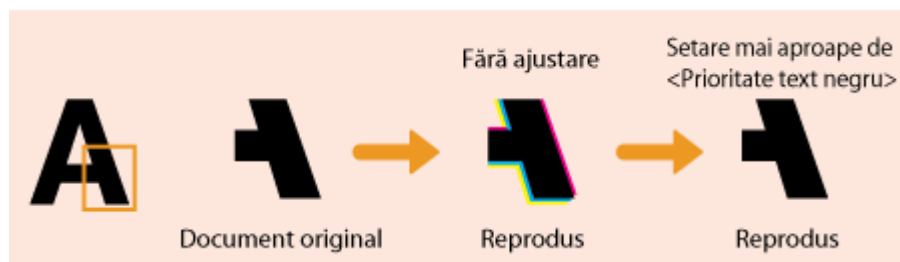 A
Document original
Fără ajustare
Reprodus
Setare mai aproape de
<Prioritate text negru>
Reprodus